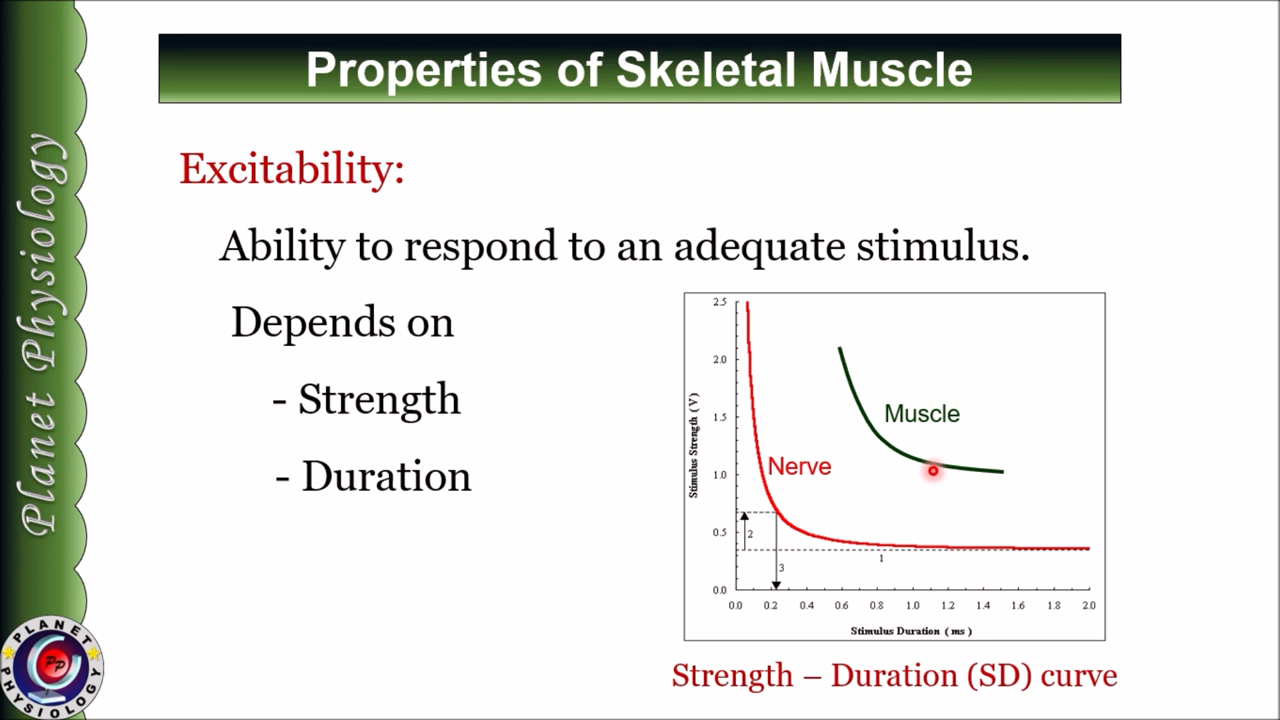 Properties of Skeletal Muscle
Planet Physiology
Excitability:
Ability to respond to an adequate stimulus.
Depends on
- Strength
- Duration
2.5
2.0
1.5
1.0
0.5
0.0
Stimulus Strength ( V )
Muscle
Nerve
2
1
3
0.0 0.2 0.4 0.6 0.8 1.0 1.2 1.4 1.6 1.8 2.0
Stimulus Duration ( ms )
Strength – Duration (SD) curve
PLANET
PP
PHYSIOLOGY